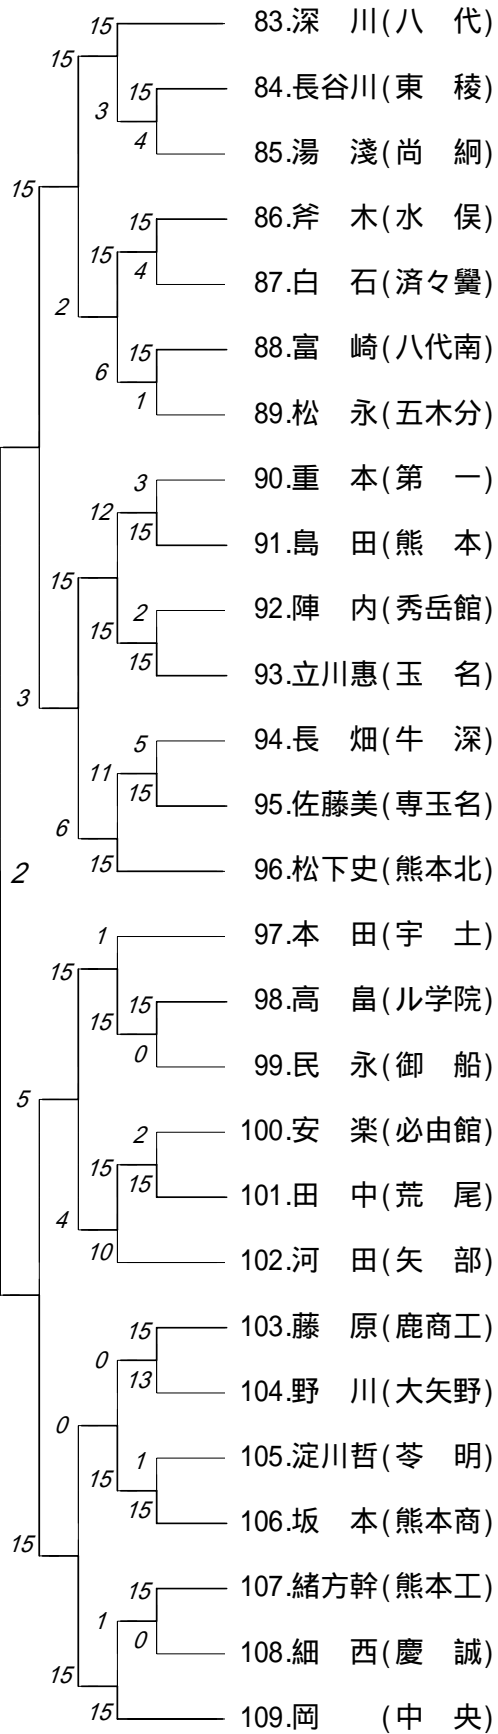 15
83.深　川(八　代)
15
3
15
84.長谷川(東　稜)
4
85.湯　淺(尚　絅)
15
15
86.斧　木(水　俣)
15
4
87.白　石(済々黌)
2
15
88.富　崎(八代南)
6
1
89.松　永(五木分)
3
90.重　本(第　一)
12
15
91.島　田(熊　本)
15
2
92.陣　内(秀岳館)
15
15
93.立川惠(玉　名)
3
5
94.長　畑(牛　深)
11
15
95.佐藤美(専玉名)
6
15
96.松下史(熊本北)
2
1
97.本　田(宇　土)
15
15
15
98.高　畠(ル学院)
0
99.民　永(御　船)
5
2
100.安　楽(必由館)
15
15
101.田　中(荒　尾)
4
10
102.河　田(矢　部)
15
103.藤　原(鹿商工)
0
13
104.野　川(大矢野)
0
1
105.淀川哲(苓　明)
15
15
106.坂　本(熊本商)
15
15
107.緒方幹(熊本工)
1
0
108.細　西(慶　誠)
15
15
109.岡　　(中　央)